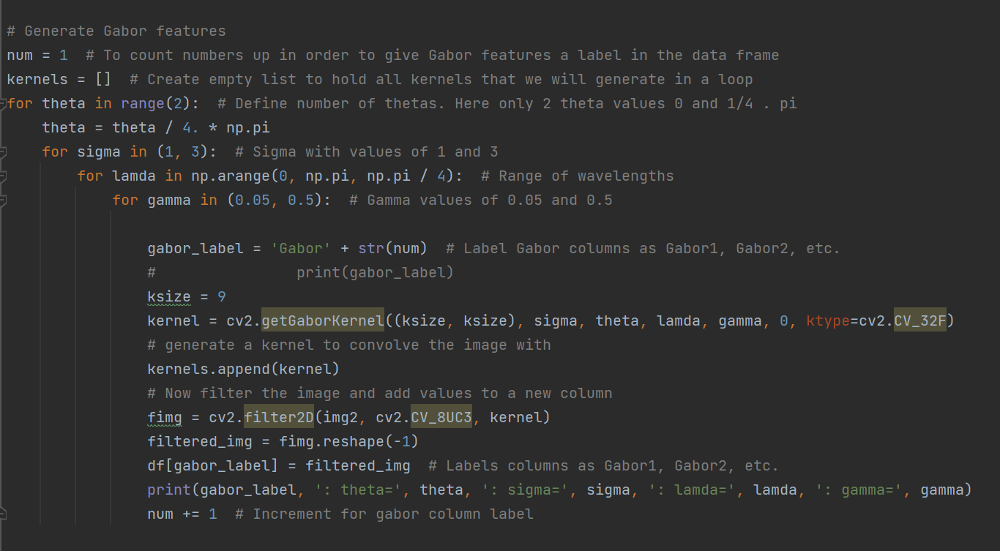 # Generate Gabor features
num = 1  # To count numbers up in order to give Gabor features a label in the data frame
kernels = []  # Create empty list to hold all kernels that we will generate in a loop
for theta in range(2):  # Define number of thetas. Here only 2 theta values 0 and 1/4 . pi
    theta = theta / 4. * np.pi
    for sigma in (1, 3):  # Sigma with values of 1 and 3
        for lamda in np.arange(0, np.pi, np.pi / 4):  # Range of wavelengths
            for gamma in (0.05, 0.5):  # Gamma values of 0.05 and 0.5
                gabor_label = 'Gabor' + str(num)  # Label Gabor columns as Gabor1, Gabor2, etc.
                #                print(gabor_label)
                ksize = 9
                kernel = cv2.getGaborKernel((ksize, ksize), sigma, theta, lamda, gamma, 0, ktype=cv2.CV_32F)
                # generate a kernel to convolve the image with
                kernels.append(kernel)
                # Now filter the image and add values to a new column
                fimg = cv2.filter2D(img2, cv2.CV_8UC3, kernel)
                filtered_img = fimg.reshape(-1)
                df[gabor_label] = filtered_img  # Labels columns as Gabor1, Gabor2, etc.
                print(gabor_label, ': theta=', theta, ': sigma=', sigma, ': lamda=', lamda, ': gamma=', gamma)
                num += 1  # Increment for gabor column label